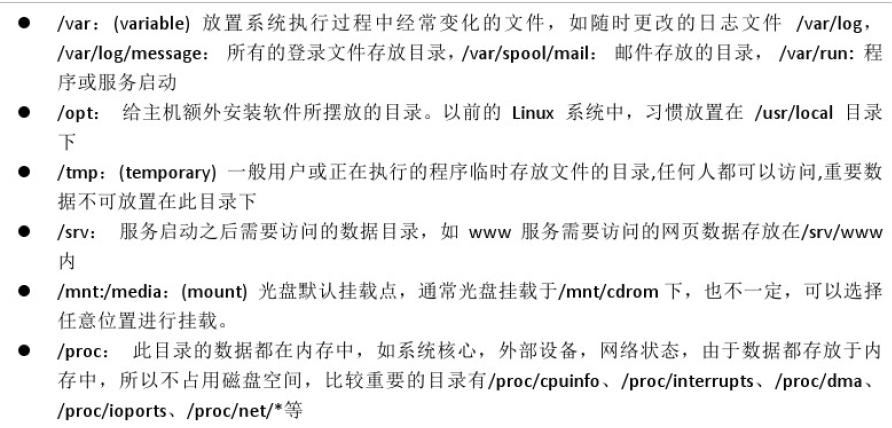 ● /var：(variable) 放置系统执行过程中经常变化的文件，如随时更改的日志文件 /var/log，
/var/log/message： 所有的登录文件存放目录，/var/spool/mail： 邮件存放的目录， /var/run: 程
序或服务启动
● /opt： 给主机额外安装软件所摆放的目录。以前的 Linux 系统中，习惯放置在 /usr/local 目录
下
● /tmp：(temporary) 一般用户或正在执行的程序临时存放文件的目录,任何人都可以访问,重要数
据不可放置在此目录下
● /srv： 服务启动之后需要访问的数据目录，如 www 服务需要访问的网页数据存放在/srv/www
内
● /mnt:/media：(mount) 光盘默认挂载点，通常光盘挂载于/mnt/cdrom 下，也不一定，可以选择
任意位置进行挂载。
● /proc： 此目录的数据都在内存中，如系统核心，外部设备，网络状态，由于数据都存放于内
存中，所以不占用磁盘空间，比较重要的目录有/proc/cpuinfo、/proc/interrupts、/proc/dma、
/proc/ioports、/proc/net/*等